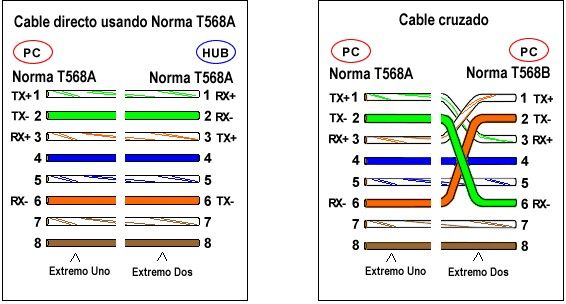 Cable directo usando Norma T568A
PC HUB
Norma T568A Norma T568A
TX+ 1 1 RX+
TX- 2 2 RX-
RX+ 3 3 TX+
4 4
5 5
RX- 6 6 TX-
7 7
8 8
Extremo Uno Extremo Dos
Cable cruzado
PC PC
Norma T568A Norma T568B
TX+ 1 1 TX+
TX- 2 2 TX-
RX+ 3 3 RX+
4 4
5 5
RX- 6 6 RX-
7 7
8 8
Extremo Uno Extremo Dos